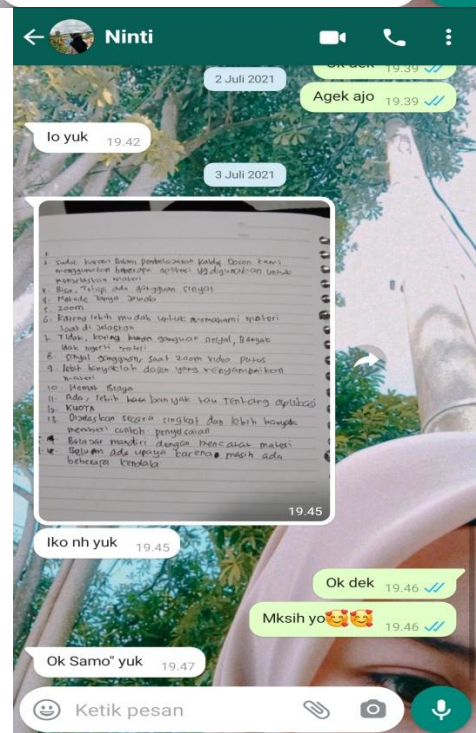 Ninti
Ok dek 19.39
2 Juli 2021
Agek ajo 19.39
Io yuk 19.42
3 Juli 2021
1.
2. Sudah, karena dalam pembelajaran Kalay Dosen kami
menggunakan beberapa aplikasi yg digunakan untuk
menjelaskan materi
3. Bisa, Tetapi ada gangguan sinyal
4. Metode tanya Jawab
5. Zoom
6. Karena lebih mudah untuk memahami materi
saat di jelaskan
7. Tidak, karena gangguan sinyal, Banyak
tidak ngerti materi
8. sinyal gangguan, saat zoom video putus
9. lebih banyaklah dosen yang menyampaikan
materi
10. Hemat Biaya
11. Ada, lebih banyak tau Tentang aplikasi
12. KUOTA
13. Dijelaskan secara singkat dan lebih banyak
memberi contoh penyelsaian
14. Belajar mandiri dengan mencatat materi
15. Belum ada upaya karena masih ada
beberapa kendala
19.45
Iko nh yuk 19.45
Ok dek 19.46
Mksih yo🥰🥰 19.46
Ok Samo" yuk 19.47
Ketik pesan